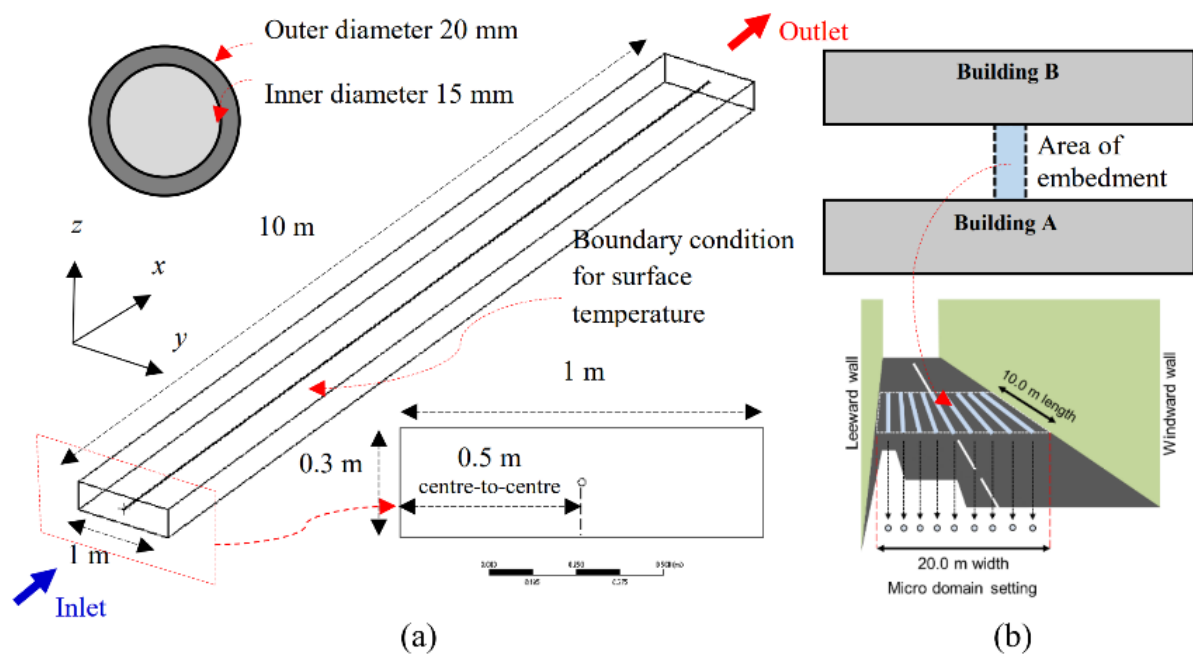 Outer diameter 20 mm
Inner diameter 15 mm
Outlet
10 m
z
x
y
Boundary condition
for surface
temperature
1 m
0.3 m
0.5 m
centre-to-centre
1 m
Inlet
(a)
Building B
Area of
embedment
Building A
Leeward wall
10.0 m length
Windward wall
20.0 m width
Micro domain setting
(b)